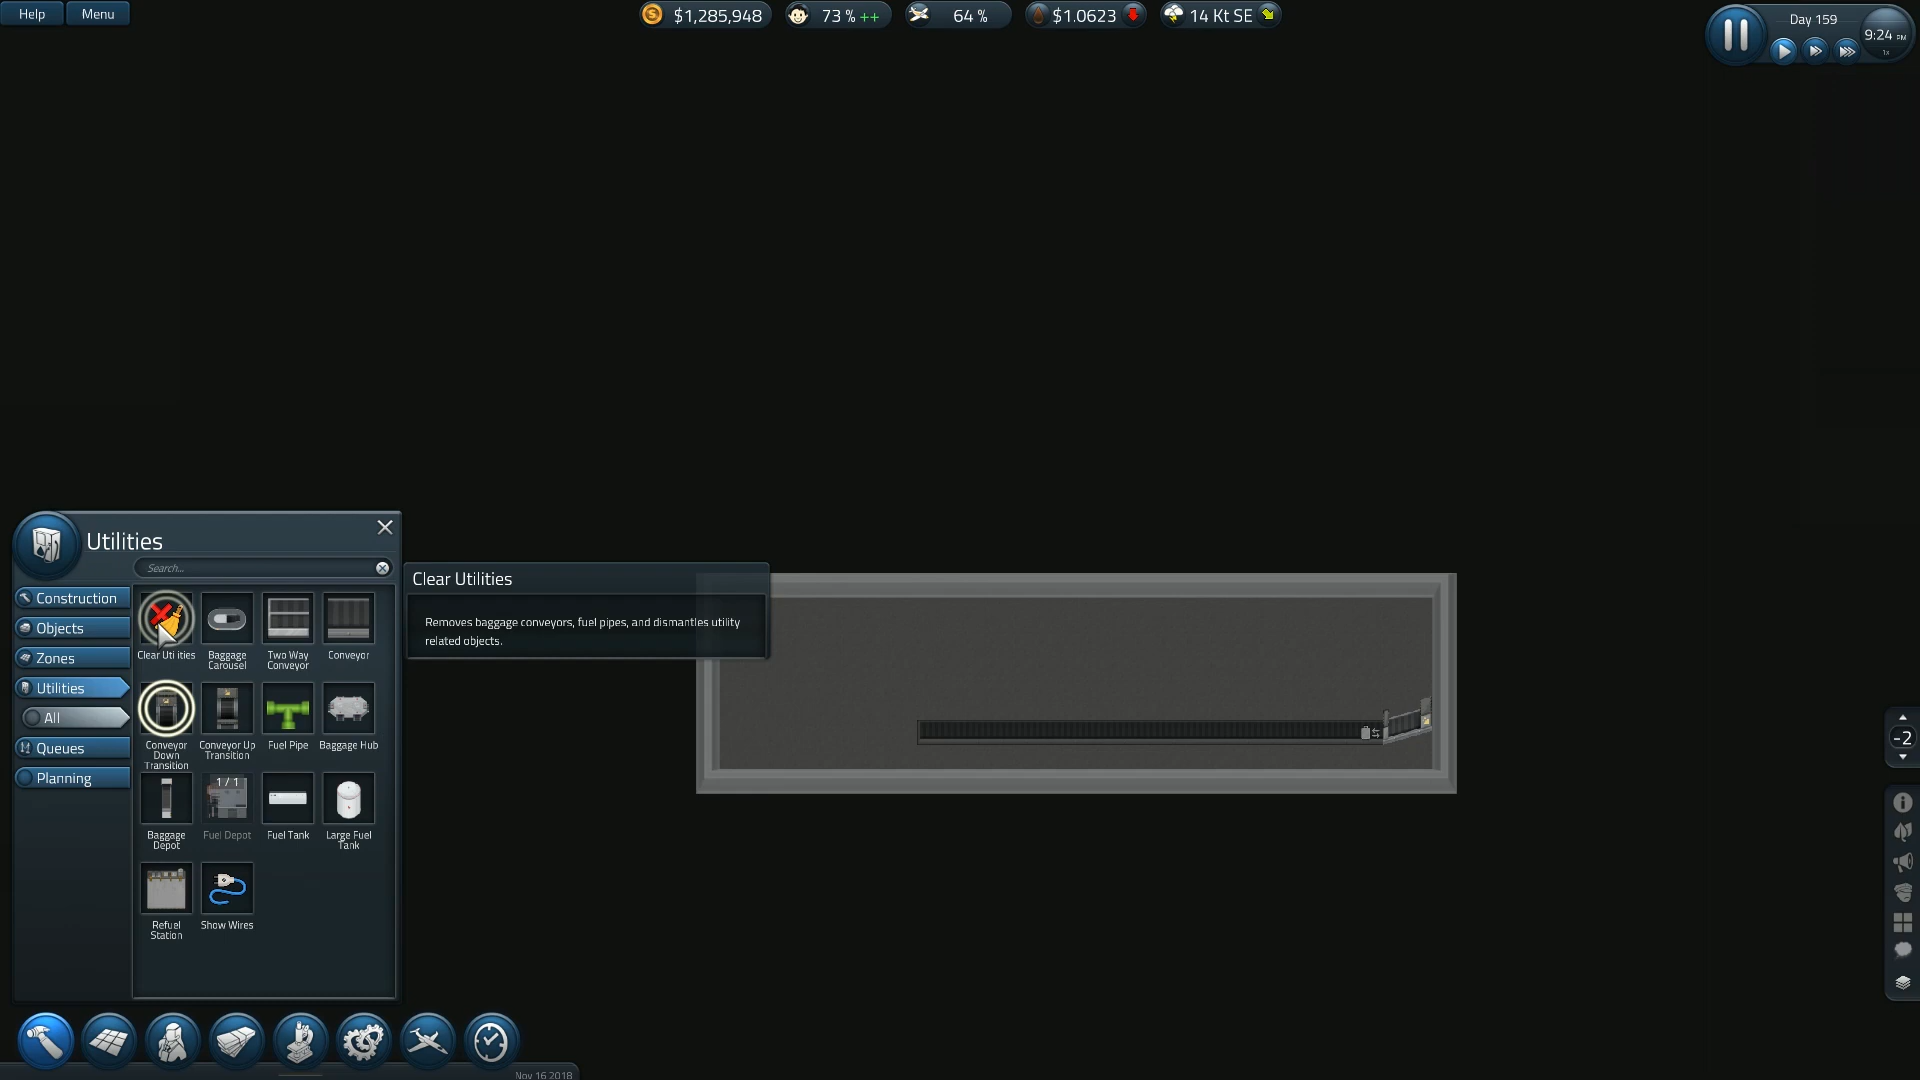 Help
Menu
$1,285,948
73 % ++
64 %
$1.0623
14 Kt SE
Day 159
9:24 PM
1x
Utilities
Search...
Construction
Objects
Zones
Utilities
All
Queues
Planning
Clear Utilities
Baggage Carousel
Two Way Conveyor
Conveyor
Conveyor Down Transition
Conveyor Up Transition
Fuel Pipe
Baggage Hub
Baggage Depot
1 / 1
Fuel Depot
Fuel Tank
Large Fuel Tank
Refuel Station
Show Wires
Clear Utilities
Removes baggage conveyors, fuel pipes, and dismantles utility
related objects.
-2
Nov 16 2018